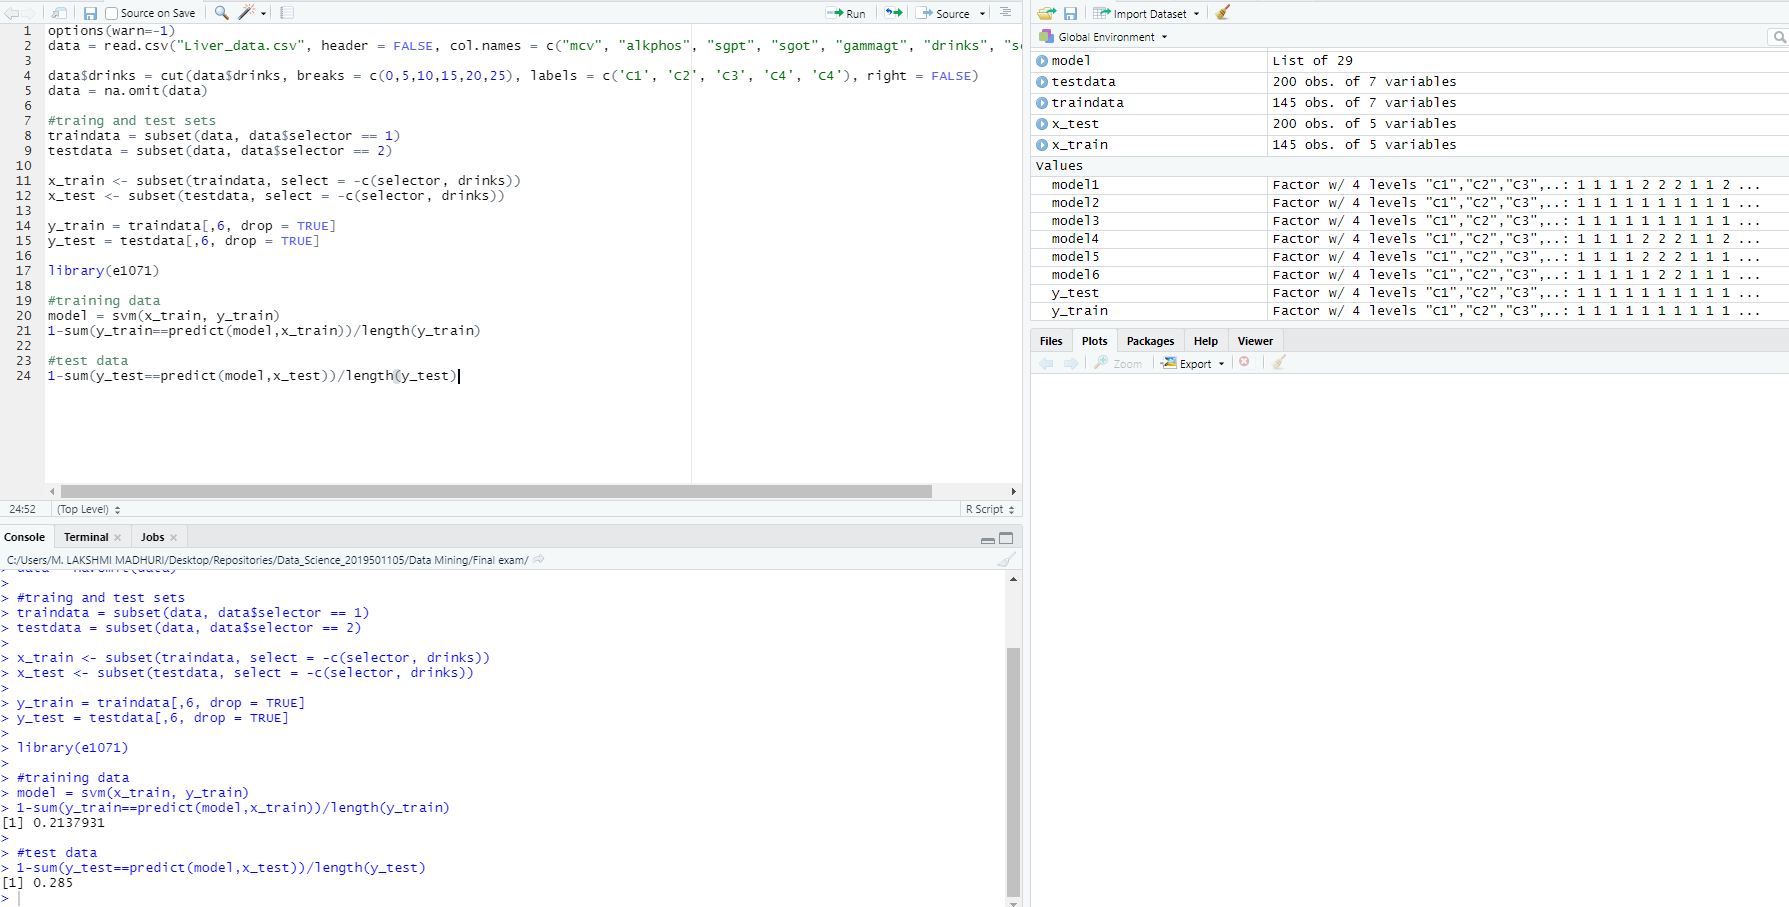 Source on Save
Run
Source
1 options(warn=-1)
2 data = read.csv("Liver_data.csv", header = FALSE, col.names = c("mcv", "alkphos", "sgpt", "sgot", "gammagt", "drinks",
3
4 data$drinks = cut(data$drinks, breaks = c(0,5,10,15,20,25), labels = c('C1', 'C2', 'C3', 'C4', 'C4'), right = FALSE)
5 data = na.omit(data)
6
7 #traing and test sets
8 traindata = subset(data, data$selector == 1)
9 testdata = subset(data, data$selector == 2)
10
11 x_train <- subset(traindata, select = -c(selector, drinks))
12 x_test <- subset(testdata, select = -c(selector, drinks))
13
14 y_train = traindata[,6, drop = TRUE]
15 y_test = testdata[,6, drop = TRUE]
16
17 library(e1071)
18
19 #training data
20 model = svm(x_train, y_train)
21 1-sum(y_train==predict(model,x_train))/length(y_train)
22
23 #test data
24 1-sum(y_test==predict(model,x_test))/length(y_test)
24:52 (Top Level) R Script
Console Terminal Jobs
C:/Users/M. LAKSHMI MADHURI/Desktop/Repositories/Data_Science_2019501105/Data Mining/Final exam/
> data = na.omit(data)
>
> #traing and test sets
> traindata = subset(data, data$selector == 1)
> testdata = subset(data, data$selector == 2)
>
> x_train <- subset(traindata, select = -c(selector, drinks))
> x_test <- subset(testdata, select = -c(selector, drinks))
>
> y_train = traindata[,6, drop = TRUE]
> y_test = testdata[,6, drop = TRUE]
>
> library(e1071)
>
> #training data
> model = svm(x_train, y_train)
> 1-sum(y_train==predict(model,x_train))/length(y_train)
[1] 0.2137931
>
> #test data
> 1-sum(y_test==predict(model,x_test))/length(y_test)
[1] 0.285
>
Import Dataset
Global Environment
model List of 29
testdata 200 obs. of 7 variables
traindata 145 obs. of 7 variables
x_test 200 obs. of 5 variables
x_train 145 obs. of 5 variables
Values
model1 Factor w/ 4 levels "C1","C2","C3",..: 1 1 1 1 2 2 2 1 1 2 ...
model2 Factor w/ 4 levels "C1","C2","C3",..: 1 1 1 1 1 1 1 1 1 1 ...
model3 Factor w/ 4 levels "C1","C2","C3",..: 1 1 1 1 1 1 1 1 1 1 ...
model4 Factor w/ 4 levels "C1","C2","C3",..: 1 1 1 1 2 2 2 1 1 2 ...
model5 Factor w/ 4 levels "C1","C2","C3",..: 1 1 1 1 2 2 2 1 1 1 ...
model6 Factor w/ 4 levels "C1","C2","C3",..: 1 1 1 1 1 2 2 1 1 1 ...
y_test Factor w/ 4 levels "C1","C2","C3",..: 1 1 1 1 1 1 1 1 1 1 ...
y_train Factor w/ 4 levels "C1","C2","C3",..: 1 1 1 1 1 1 1 1 1 1 ...
Files Plots Packages Help Viewer
Zoom Export